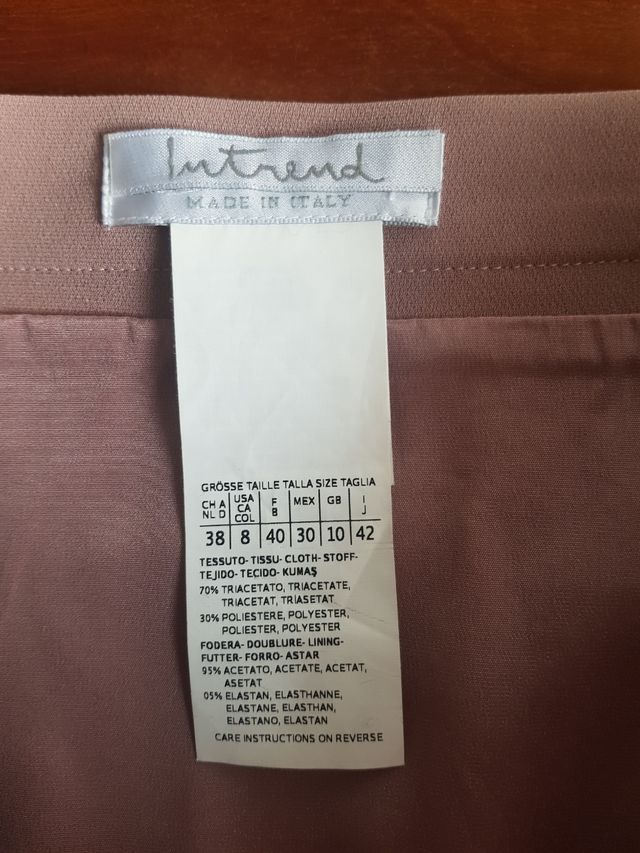 Intrend
MADE IN ITALY
GRÖSSE TAILLE TALLA SIZE TAGLIA
CH A NL D USA CA COL F B MEX GB I J
38 8 40 30 10 42
TESSUTO-TISSU-CLOTH-STOFF-
TEJIDO-TECIDO-KUMAŞ
70% TRIACETATO, TRIACETATE,
TRIACETAT, TRIASETAT
30% POLIESTERE, POLYESTER,
POLIESTER, POLYESTER
FODERA-DOUBLURE-LINING-
FUTTER-FORRO-ASTAR
95% ACETATO, ACETATE, ACETAT,
ASETAT
05% ELASTAN, ELASTHANNE,
ELASTANE, ELASTHAN,
ELASTANO, ELASTAN
CARE INSTRUCTIONS ON REVERSE